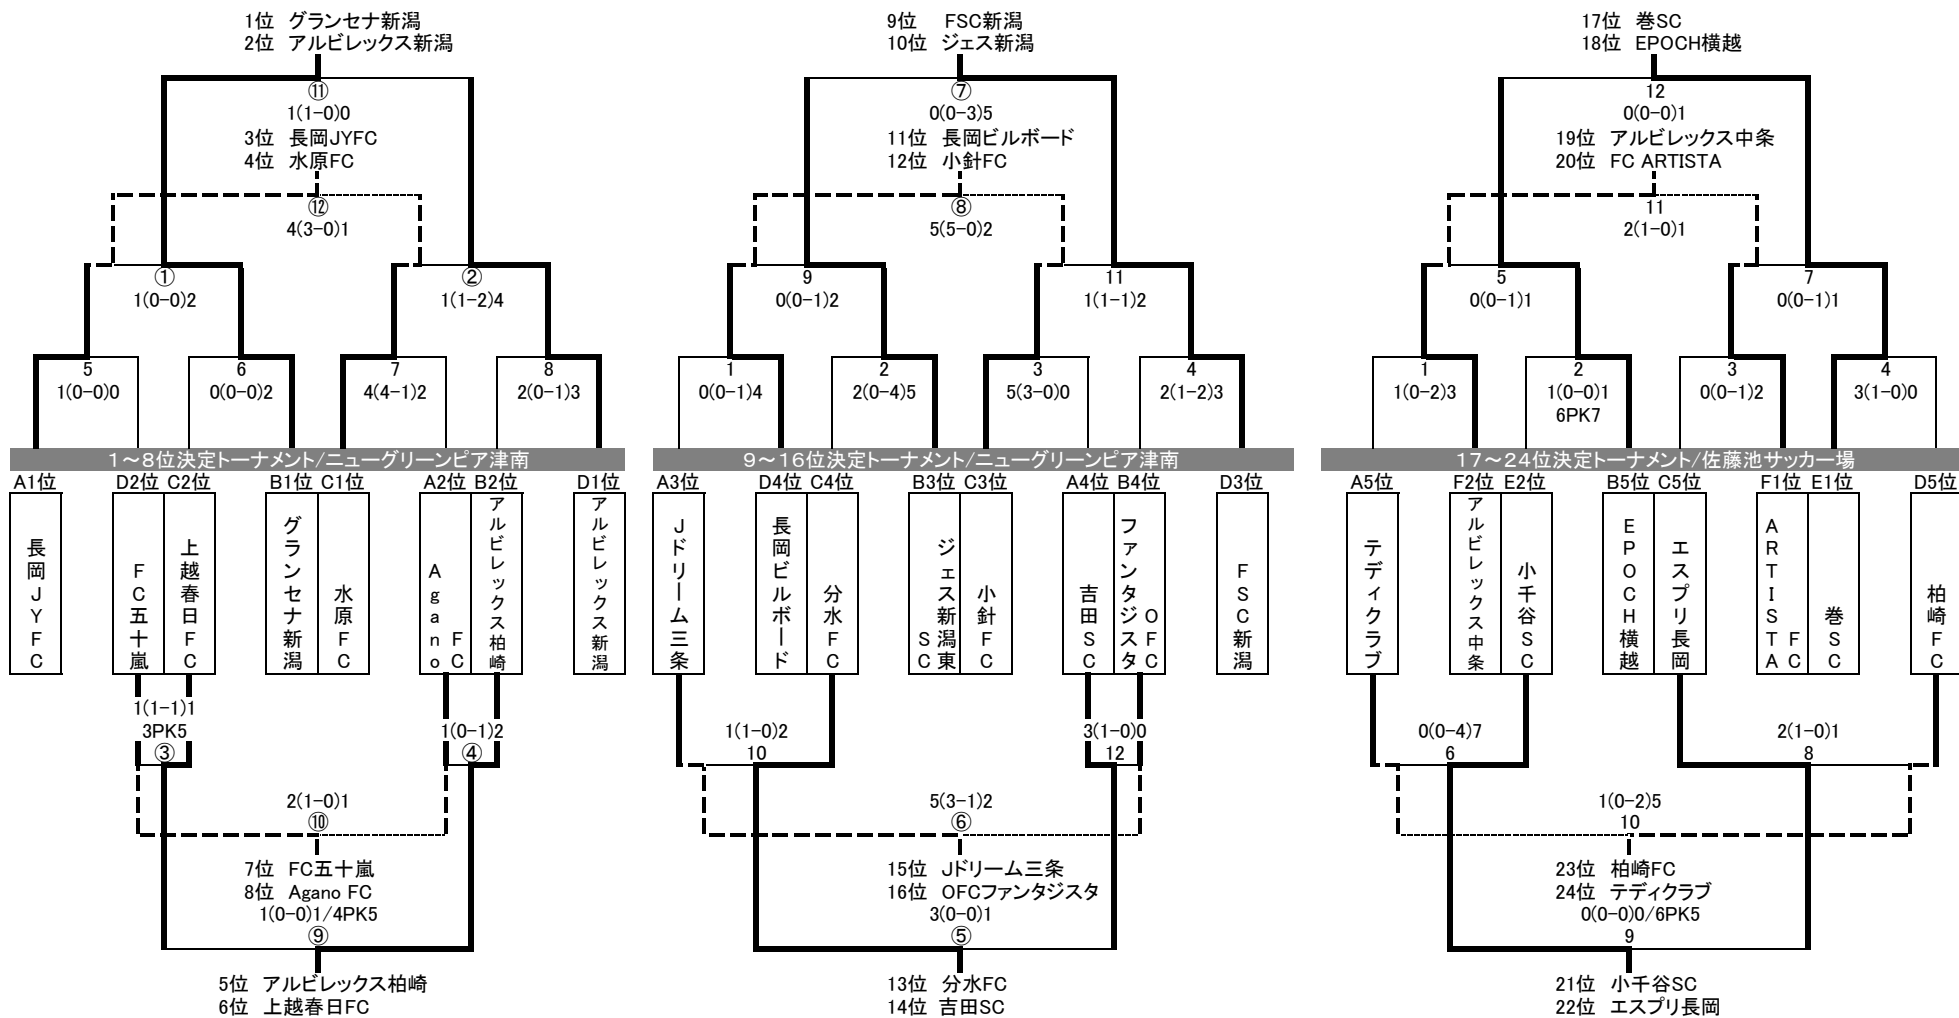 1位 グランセナ新潟
2位 アルビレックス新潟
⑪
1(1-0)0
3位 長岡JYFC
4位 水原FC
⑫
4(3-0)1
①
1(0-0)2
②
1(1-2)4
5
1(0-0)0
6
0(0-0)2
7
4(4-1)2
8
2(0-1)3
1～8位決定トーナメント/ニューグリーンピア津南
A1位
D2位
C2位
B1位
C1位
A2位
B2位
D1位
長岡JYFC
FC五十嵐
上越春日FC
グランセナ新潟
水原FC
Agano FC
アルビレックス柏崎
アルビレックス新潟
1(1-1)1
3PK5
③
1(0-1)2
④
2(1-0)1
⑩
7位 FC五十嵐
8位 Agano FC
1(0-0)1/4PK5
⑨
5位 アルビレックス柏崎
6位 上越春日FC
9位 FSC新潟
10位 ジェス新潟
⑦
0(0-3)5
11位 長岡ビルボード
12位 小針FC
⑧
5(5-0)2
9
0(0-1)2
11
1(1-1)2
1
0(0-1)4
2
2(0-4)5
3
5(3-0)0
4
2(1-2)3
9～16位決定トーナメント/ニューグリーンピア津南
A3位
D4位
C4位
B3位
C3位
A4位
B4位
D3位
Jドリーム三条
長岡ビルボード
分水FC
ジェス新潟東SC
小針FC
吉田SC
OFC
ファンタジスタ
FSC新潟
1(1-0)2
10
3(1-0)0
12
5(3-1)2
⑥
15位 Jドリーム三条
16位 OFCファンタジスタ
3(0-0)1
⑤
13位 分水FC
14位 吉田SC
17位 巻SC
18位 EPOCH横越
12
0(0-0)1
19位 アルビレックス中条
20位 FC ARTISTA
11
2(1-0)1
5
0(0-1)1
7
0(0-1)1
1
1(0-2)3
2
1(0-0)1
6PK7
3
0(0-1)2
4
3(1-0)0
17～24位決定トーナメント/佐藤池サッカー場
A5位
F2位
E2位
B5位
C5位
F1位
E1位
D5位
テディクラブ
アルビレックス中条
小千谷SC
EPOCH横越
エスプリ長岡
FC
ARTISTA
巻SC
柏崎FC
0(0-4)7
6
2(1-0)1
8
1(0-2)5
10
23位 柏崎FC
24位 テディクラブ
0(0-0)0/6PK5
9
21位 小千谷SC
22位 エスプリ長岡